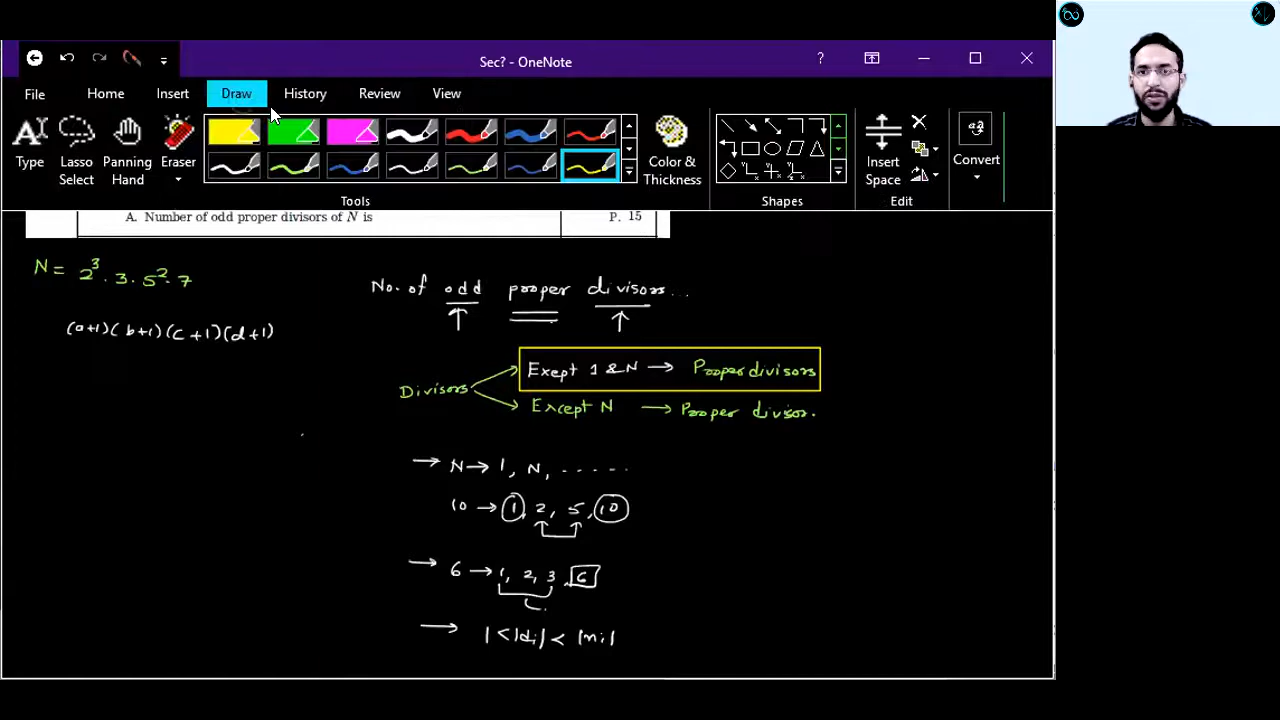 Sec? - OneNote
?
File
Home
Insert
Draw
History
Review
View
Type
Lasso Select
Panning Hand
Eraser
Color & Thickness
Insert Space
Convert
Tools
Shapes
Edit
A. Number of odd proper divisors of N is
P. 15
N = 2³ . 3 . 5² . 7
(a+1)(b+1)(c+1)(d+1)
No. of odd proper divisors...
Exept 1 & N → Proper divisors
Divisors
Except N → Proper divisor.
→ N → 1, N, ......
10 → 1, 2, 5, 10
→ 6 → 1, 2, 3, 6
→ 1 < |di| < |ni|